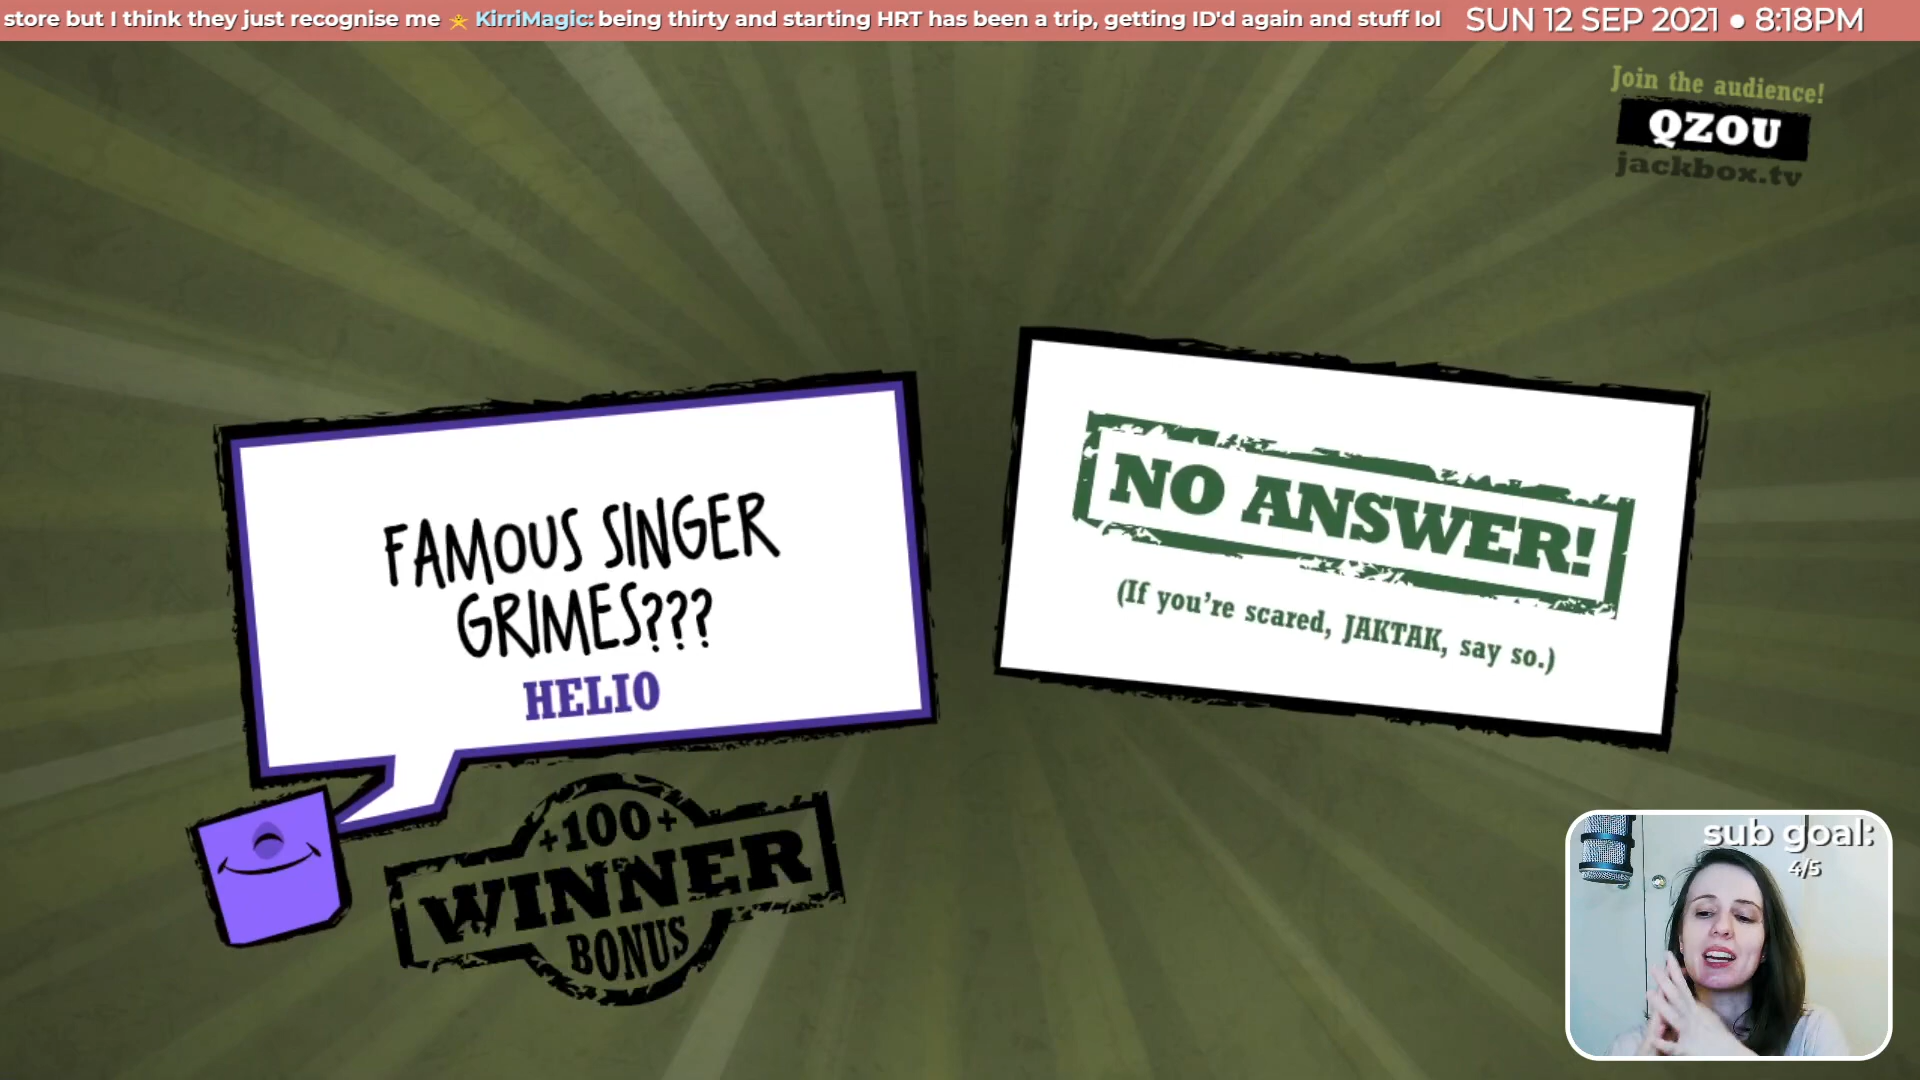 store but I think they just recognise me KirriMagic: being thirty and starting HRT has been a trip, getting ID'd again and stuff lol
SUN 12 SEP 2021 ● 8:18PM
Join the audience!
QZOU
jackbox.tv
FAMOUS SINGER
GRIMES???
HELIO
NO ANSWER!
(If you're scared, JAKTAK, say so.)
+100+
WINNER
BONUS
sub goal:
4/5